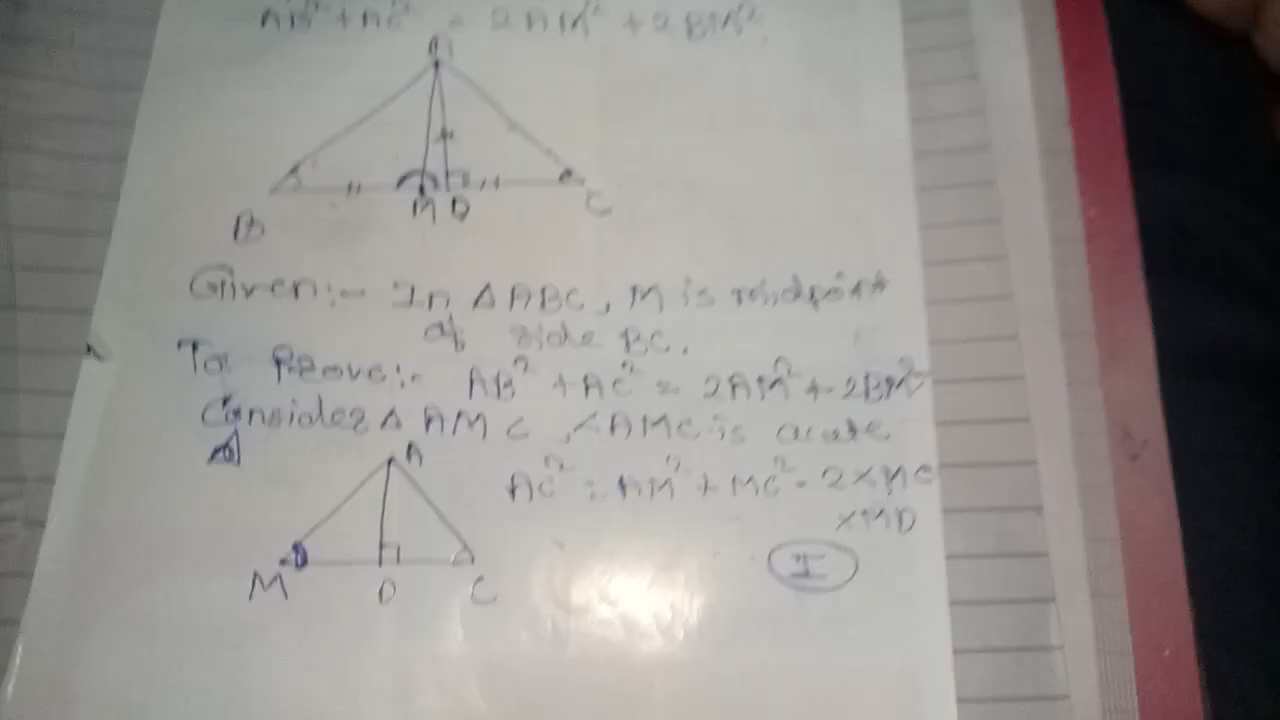 AB² + AC² = 2AM² + 2BM²
A
B M D C
Given:- In △ABC, M is midpoint
of side BC.
To Prove:- AB² + AC² = 2AM² + 2BM²
Consider △ AMC, ∠AMC is acute
A
AC² = AM² + MC² - 2×MC
×MD
I
M D C